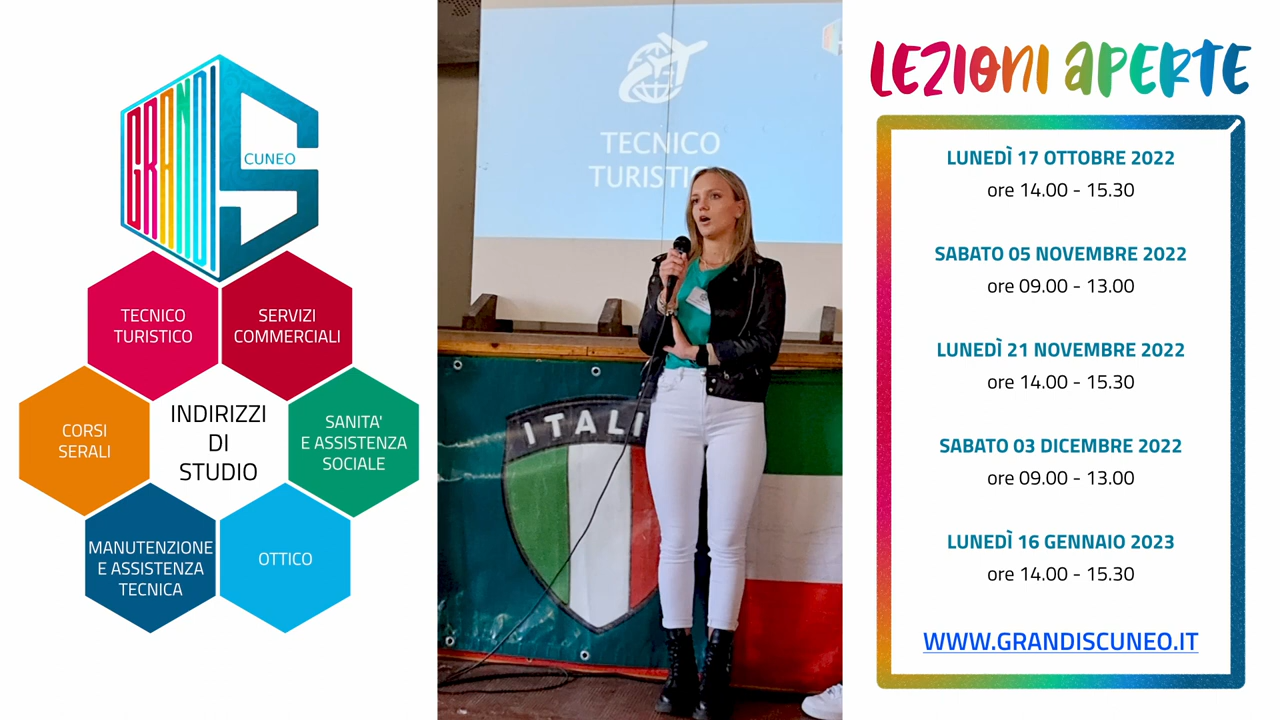 GRANDI
S
CUNEO
TECNICO
TURISTICO
SERVIZI
COMMERCIALI
CORSI
SERALI
INDIRIZZI
DI
STUDIO
SANITA'
E ASSISTENZA
SOCIALE
MANUTENZIONE
E ASSISTENZA
TECNICA
OTTICO
TECNICO
ITALI
LEZIONI APERTE
LUNEDÌ 17 OTTOBRE 2022
ore 14.00 - 15.30
SABATO 05 NOVEMBRE 2022
ore 09.00 - 13.00
LUNEDÌ 21 NOVEMBRE 2022
ore 14.00 - 15.30
SABATO 03 DICEMBRE 2022
ore 09.00 - 13.00
LUNEDÌ 16 GENNAIO 2023
ore 14.00 - 15.30
WWW.GRANDISCUNEO.IT